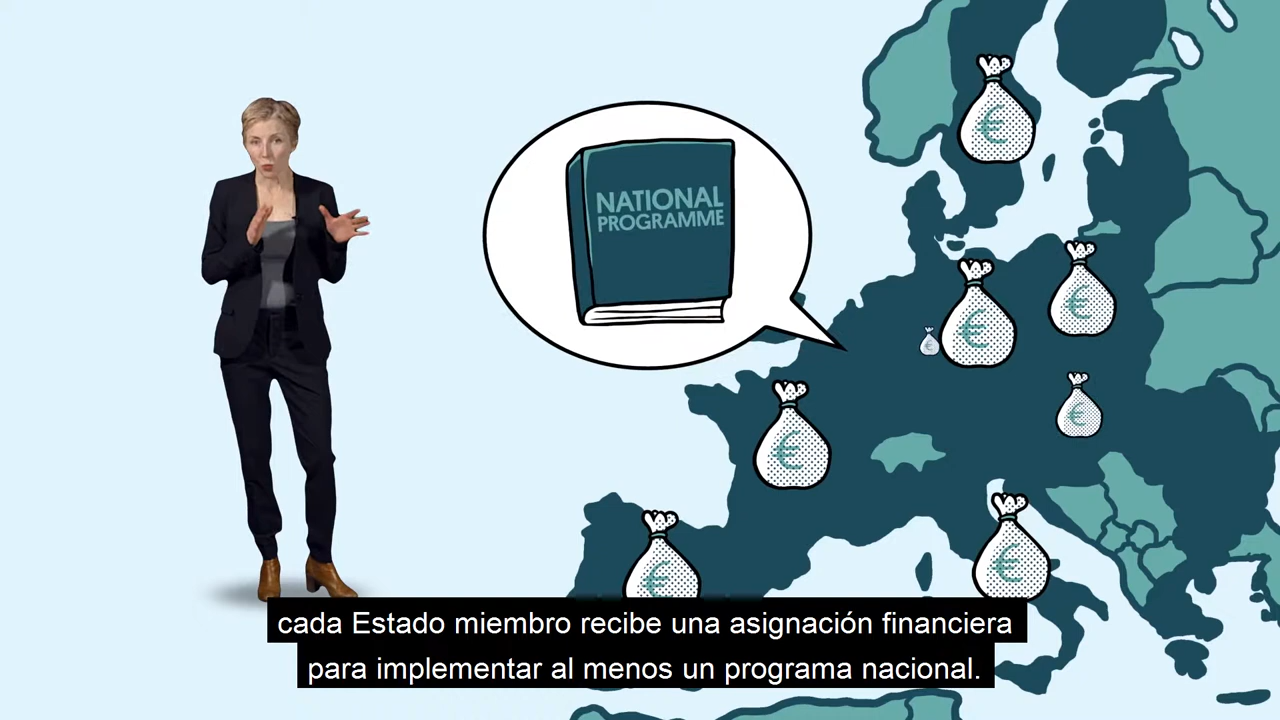 NATIONAL
PROGRAMME
€
€
€
€
€
€
€
€
cada Estado miembro recibe una asignación financiera
para implementar al menos un programa nacional.